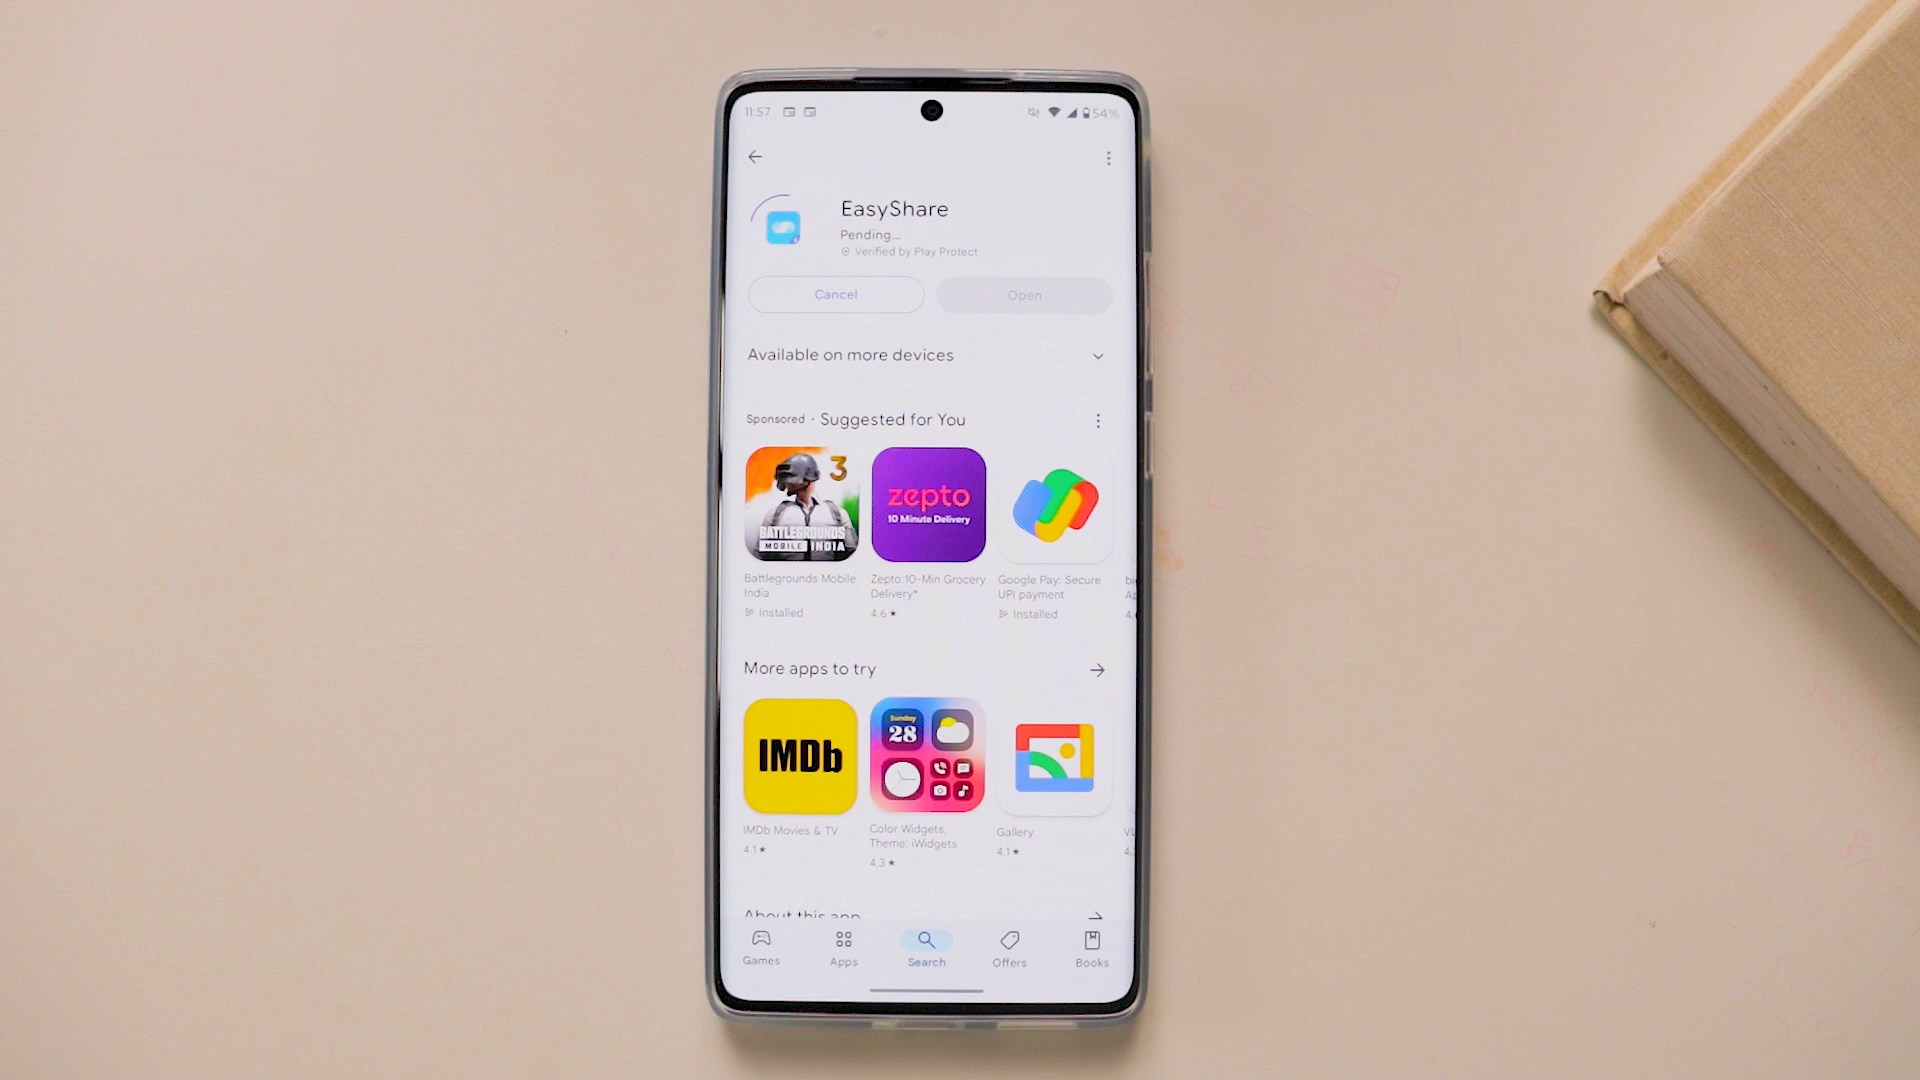 11:57
54%
EasyShare
Pending...
Verified by Play Protect
Cancel
Open
Available on more devices
Sponsored · Suggested for You
3
BATTLEGROUNDS
MOBILE INDIA
zepto
10 Minute Delivery
Battlegrounds Mobile
India
Installed
Zepto:10-Min Grocery
Delivery*
4.6★
Google Pay: Secure
UPI payment
Installed
More apps to try
IMDb
Sunday
28
IMDb Movies & TV
4.1★
Color Widgets,
Theme: iWidgets
4.3★
Gallery
4.1★
About this app
Games
Apps
Search
Offers
Books